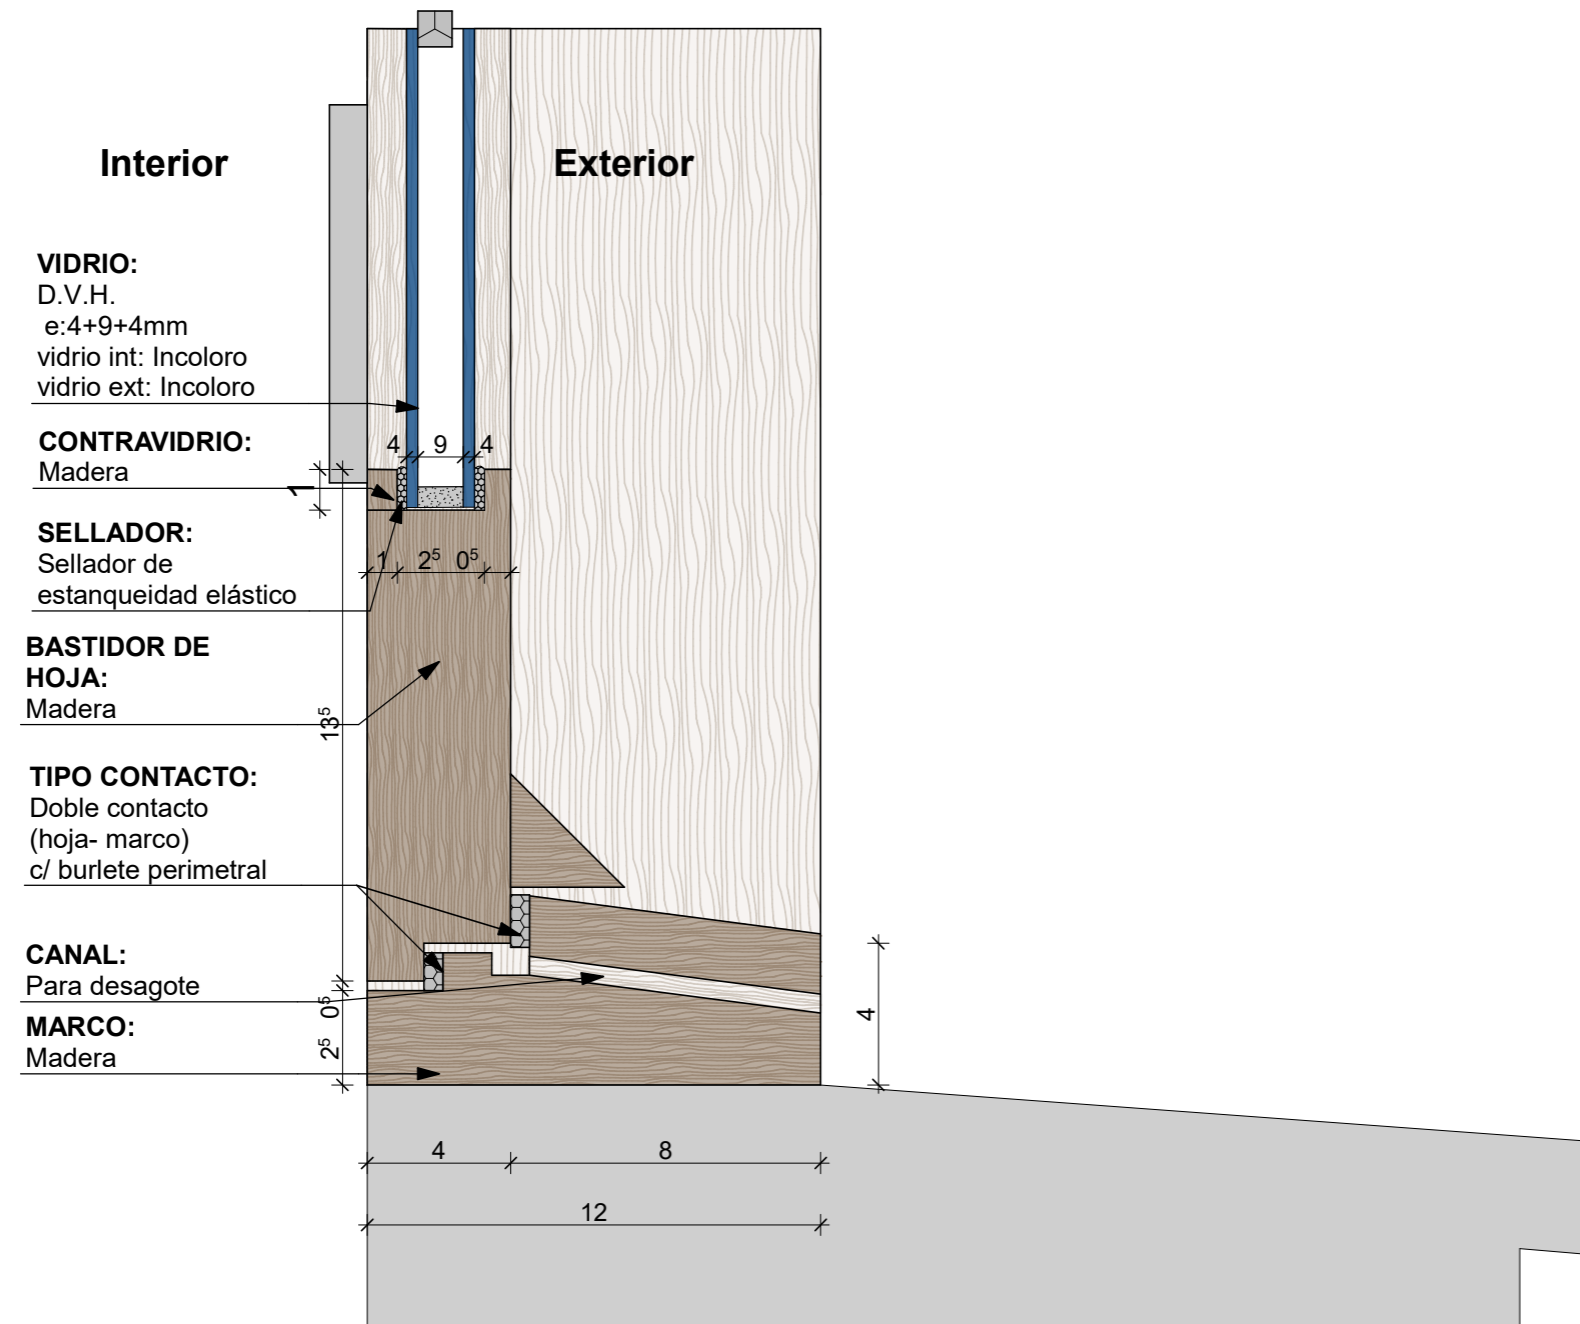 Interior
Exterior
VIDRIO:
D.V.H.
e:4+9+4mm
vidrio int: Incoloro
vidrio ext: Incoloro
CONTRAVIDRIO:
Madera
SELLADOR:
Sellador de
estanqueidad elástico
BASTIDOR DE
HOJA:
Madera
TIPO CONTACTO:
Doble contacto
(hoja- marco)
c/ burlete perimetral
CANAL:
Para desagote
MARCO:
Madera
4 9 4
1
1 2⁵ 0⁵
13⁵
0⁵
2⁵
4
4 8
12